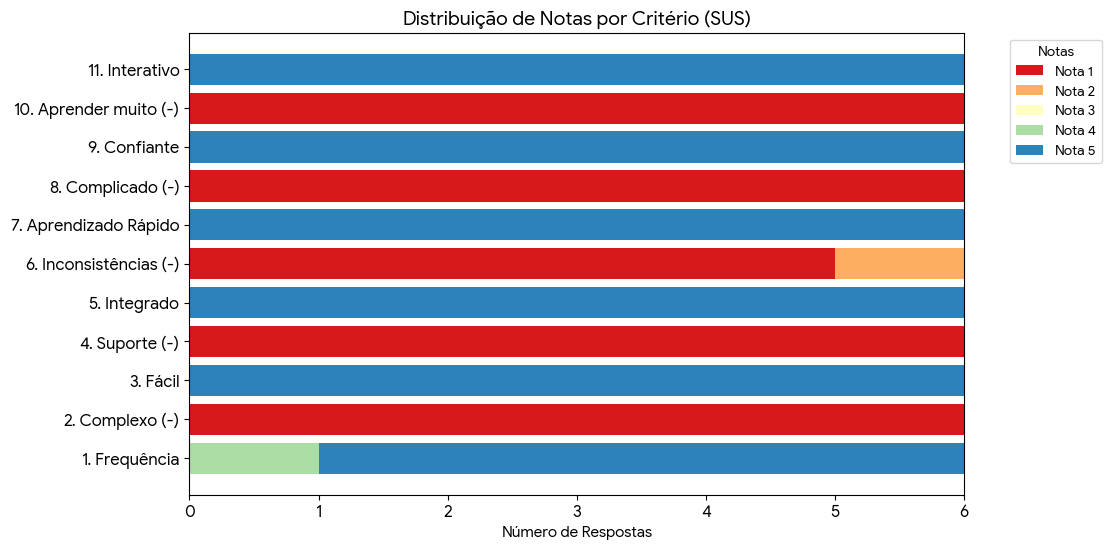 Distribuição de Notas por Critério (SUS)
11. Interativo
10. Aprender muito (-)
9. Confiante
8. Complicado (-)
7. Aprendizado Rápido
6. Inconsistências (-)
5. Integrado
4. Suporte (-)
3. Fácil
2. Complexo (-)
1. Frequência
0 1 2 3 4 5 6
Número de Respostas
Notas
Nota 1
Nota 2
Nota 3
Nota 4
Nota 5